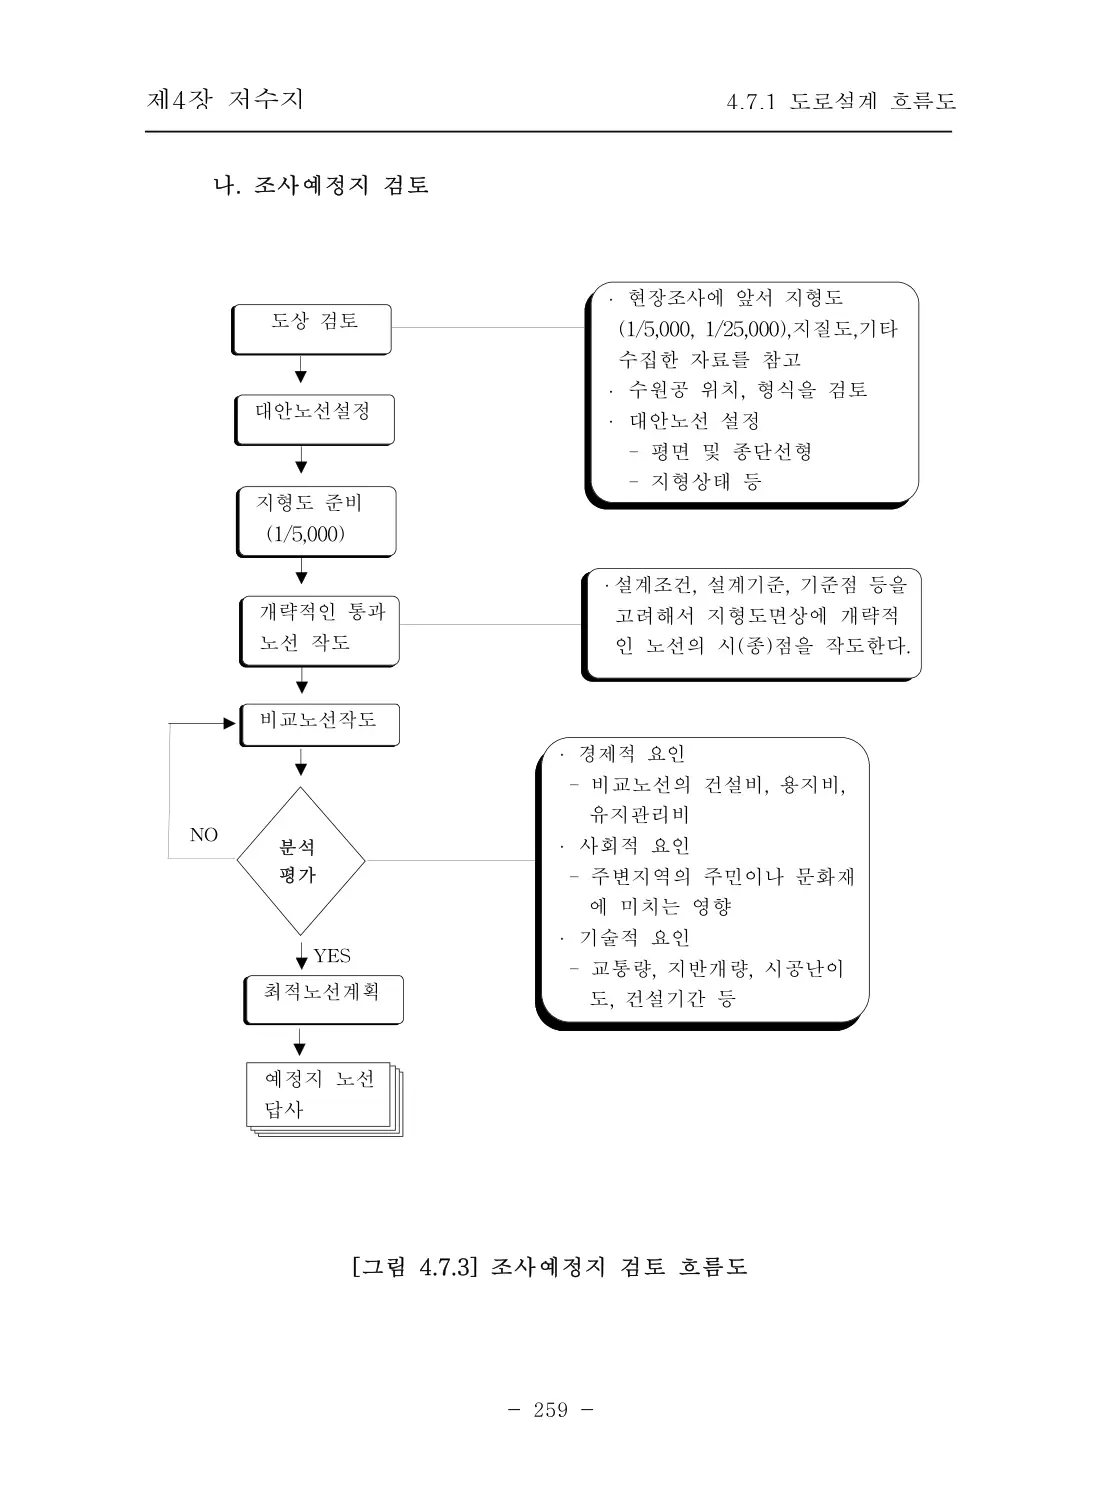 제4장 저수지
4.7.1 도로설계 흐름도
나. 조사예정지 검토
도상 검토
· 현장조사에 앞서 지형도
(1/5,000, 1/25,000),지질도,기타
수집한 자료를 참고
· 수원공 위치, 형식을 검토
· 대안노선 설정
- 평면 및 종단선형
- 지형상태 등
대안노선설정
지형도 준비
(1/5,000)
개략적인 통과
노선 작도
·설계조건, 설계기준, 기준점 등을
고려해서 지형도면상에 개략적
인 노선의 시(종)점을 작도한다.
비교노선작도
NO
분석
평가
· 경제적 요인
- 비교노선의 건설비, 용지비,
유지관리비
· 사회적 요인
- 주변지역의 주민이나 문화재
에 미치는 영향
· 기술적 요인
- 교통량, 지반개량, 시공난이
도, 건설기간 등
YES
최적노선계획
예정지 노선
답사
[그림 4.7.3] 조사예정지 검토 흐름도
- 259 -